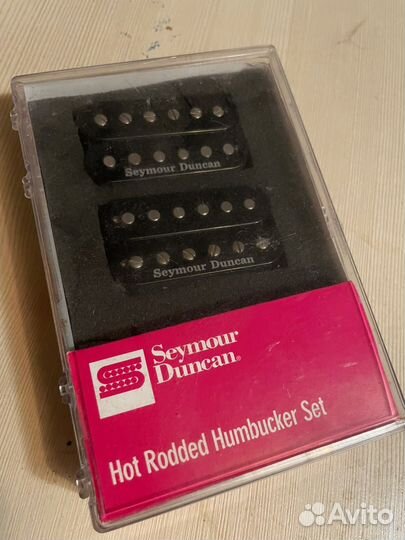 Seymour Duncan
Seymour Duncan
Seymour
Duncan®
Hot Rodded Humbucker Set
Avito